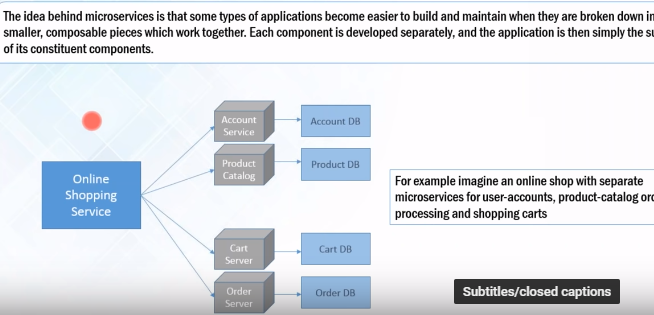 The idea behind microservices is that some types of applications become easier to build and maintain when they are broken down in
smaller, composable pieces which work together. Each component is developed separately, and the application is then simply the su
of its constituent components.
Account
Service
Account DB
Product
Catalog
Product DB
Online
Shopping
Service
For example imagine an online shop with separate
microservices for user-accounts, product-catalog ord
processing and shopping carts
Cart
Server
Cart DB
Order
Server
Order DB
Subtitles/closed captions